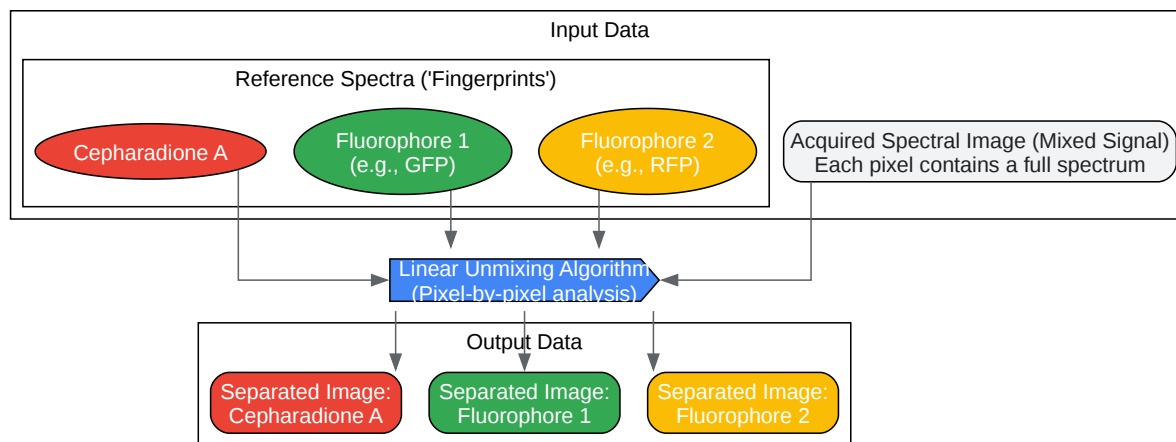 Input Data
Reference Spectra ('Fingerprints')
Cepharadione A
Fluorophore 1
(e.g., GFP)
Fluorophore 2
(e.g., RFP)
Acquired Spectral Image (Mixed Signal)
Each pixel contains a full spectrum
Linear Unmixing Algorithm
(Pixel-by-pixel analysis)
Output Data
Separated Image:
Cepharadione A
Separated Image:
Fluorophore 1
Separated Image:
Fluorophore 2